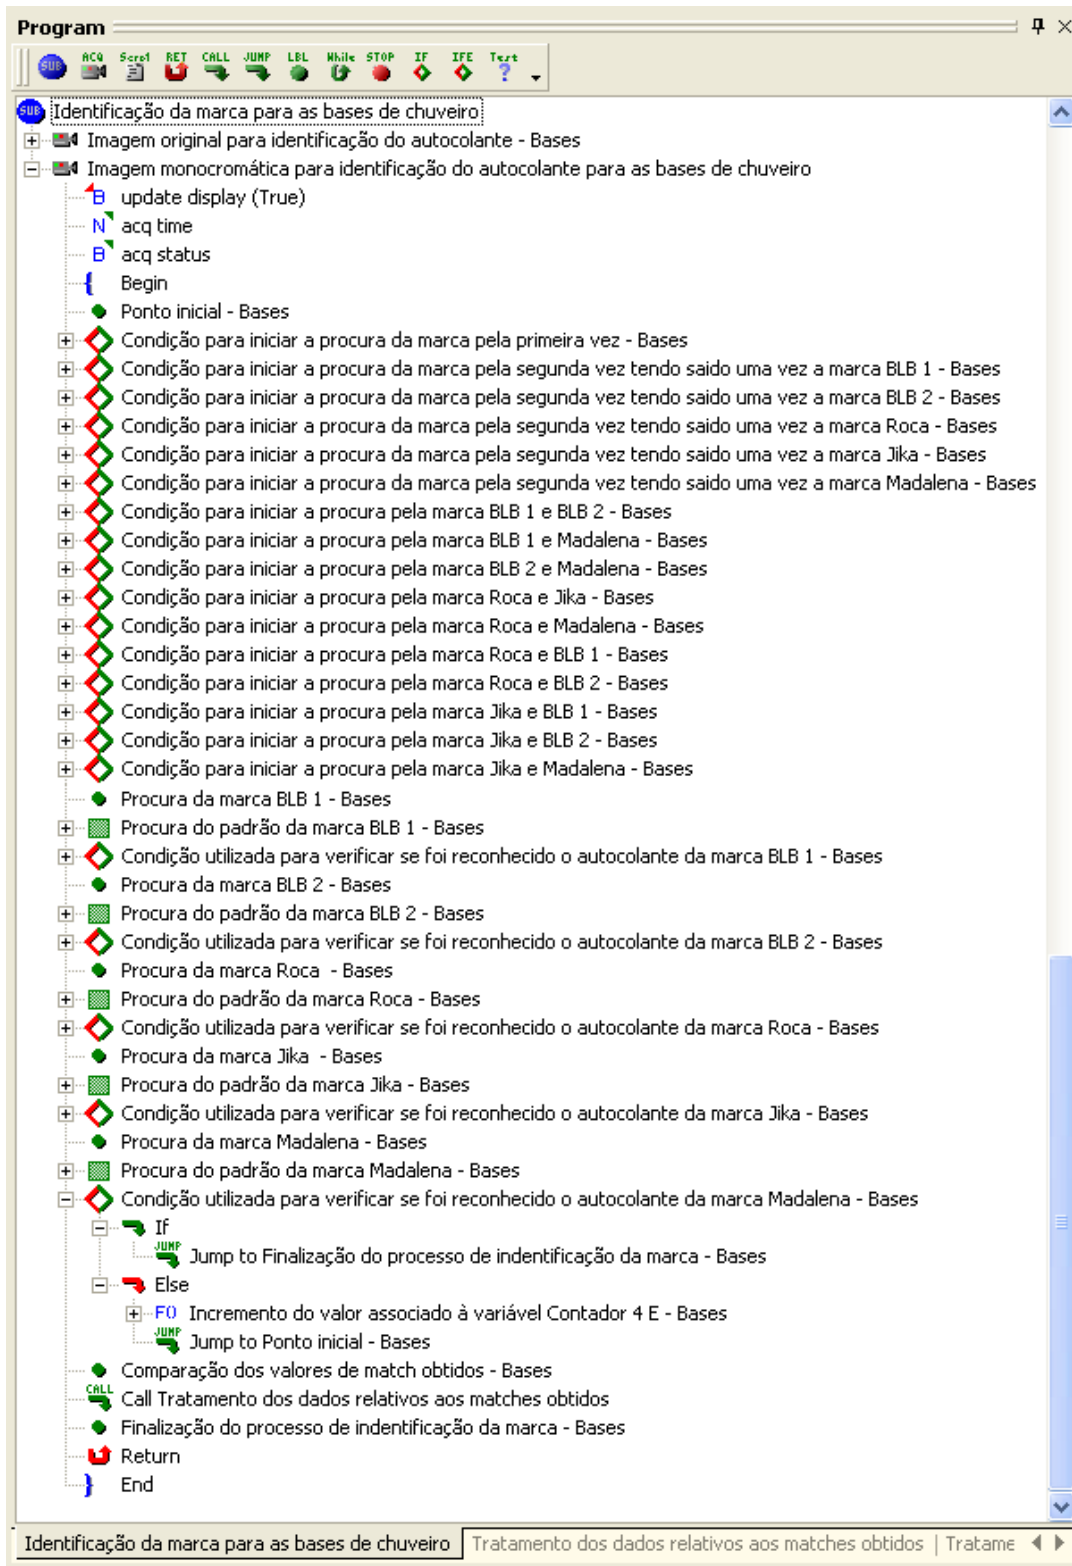 Program
SUB ACQ Script RET CALL JUMP LBL While STOP IF IFE Test ?
SUB Identificação da marca para as bases de chuveiro
Imagem original para identificação do autocolante - Bases
Imagem monocromática para identificação do autocolante para as bases de chuveiro
B update display (True)
N acq time
B acq status
{ Begin
Ponto inicial - Bases
Condição para iniciar a procura da marca pela primeira vez - Bases
Condição para iniciar a procura da marca pela segunda vez tendo saido uma vez a marca BLB 1 - Bases
Condição para iniciar a procura da marca pela segunda vez tendo saido uma vez a marca BLB 2 - Bases
Condição para iniciar a procura da marca pela segunda vez tendo saido uma vez a marca Roca - Bases
Condição para iniciar a procura da marca pela segunda vez tendo saido uma vez a marca Jika - Bases
Condição para iniciar a procura da marca pela segunda vez tendo saido uma vez a marca Madalena - Bases
Condição para iniciar a procura pela marca BLB 1 e BLB 2 - Bases
Condição para iniciar a procura pela marca BLB 1 e Madalena - Bases
Condição para iniciar a procura pela marca BLB 2 e Madalena - Bases
Condição para iniciar a procura pela marca Roca e Jika - Bases
Condição para iniciar a procura pela marca Roca e Madalena - Bases
Condição para iniciar a procura pela marca Roca e BLB 1 - Bases
Condição para iniciar a procura pela marca Roca e BLB 2 - Bases
Condição para iniciar a procura pela marca Jika e BLB 1 - Bases
Condição para iniciar a procura pela marca Jika e BLB 2 - Bases
Condição para iniciar a procura pela marca Jika e Madalena - Bases
Procura da marca BLB 1 - Bases
Procura do padrão da marca BLB 1 - Bases
Condição utilizada para verificar se foi reconhecido o autocolante da marca BLB 1 - Bases
Procura da marca BLB 2 - Bases
Procura do padrão da marca BLB 2 - Bases
Condição utilizada para verificar se foi reconhecido o autocolante da marca BLB 2 - Bases
Procura da marca Roca - Bases
Procura do padrão da marca Roca - Bases
Condição utilizada para verificar se foi reconhecido o autocolante da marca Roca - Bases
Procura da marca Jika - Bases
Procura do padrão da marca Jika - Bases
Condição utilizada para verificar se foi reconhecido o autocolante da marca Jika - Bases
Procura da marca Madalena - Bases
Procura do padrão da marca Madalena - Bases
Condição utilizada para verificar se foi reconhecido o autocolante da marca Madalena - Bases
If
JUMP Jump to Finalização do processo de indentificação da marca - Bases
Else
F() Incremento do valor associado à variável Contador 4 E - Bases
JUMP Jump to Ponto inicial - Bases
Comparação dos valores de match obtidos - Bases
CALL Call Tratamento dos dados relativos aos matches obtidos
Finalização do processo de indentificação da marca - Bases
Return
} End
Identificação da marca para as bases de chuveiro | Tratamento dos dados relativos aos matches obtidos | Tratame